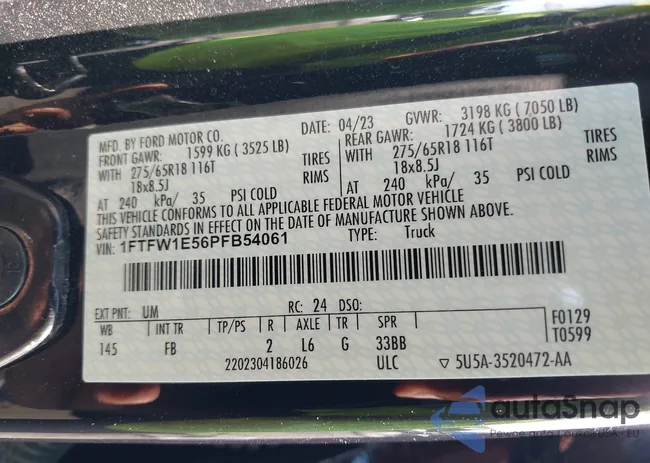 MFD. BY FORD MOTOR CO.
DATE: 04/23 GVWR: 3198 KG ( 7050 LB)
FRONT GAWR: 1599 KG ( 3525 LB) REAR GAWR: 1724 KG ( 3800 LB)
WITH 275/65R18 116T TIRES WITH 275/65R18 116T TIRES
18x8.5J RIMS 18x8.5J RIMS
AT 240 kPa/ 35 PSI COLD AT 240 kPa/ 35 PSI COLD
THIS VEHICLE CONFORMS TO ALL APPLICABLE FEDERAL MOTOR VEHICLE
SAFETY STANDARDS IN EFFECT ON THE DATE OF MANUFACTURE SHOWN ABOVE.
VIN: 1FTFW1E56PFB54061 TYPE: Truck
EXT PNT: UM RC: 24 DSO: F0129
WB INT TR TP/PS R AXLE TR SPR T0599
145 FB 2 L6 G 33BB
2202304186026 ULC ▽ 5U5A-3520472-AA
autoSnap